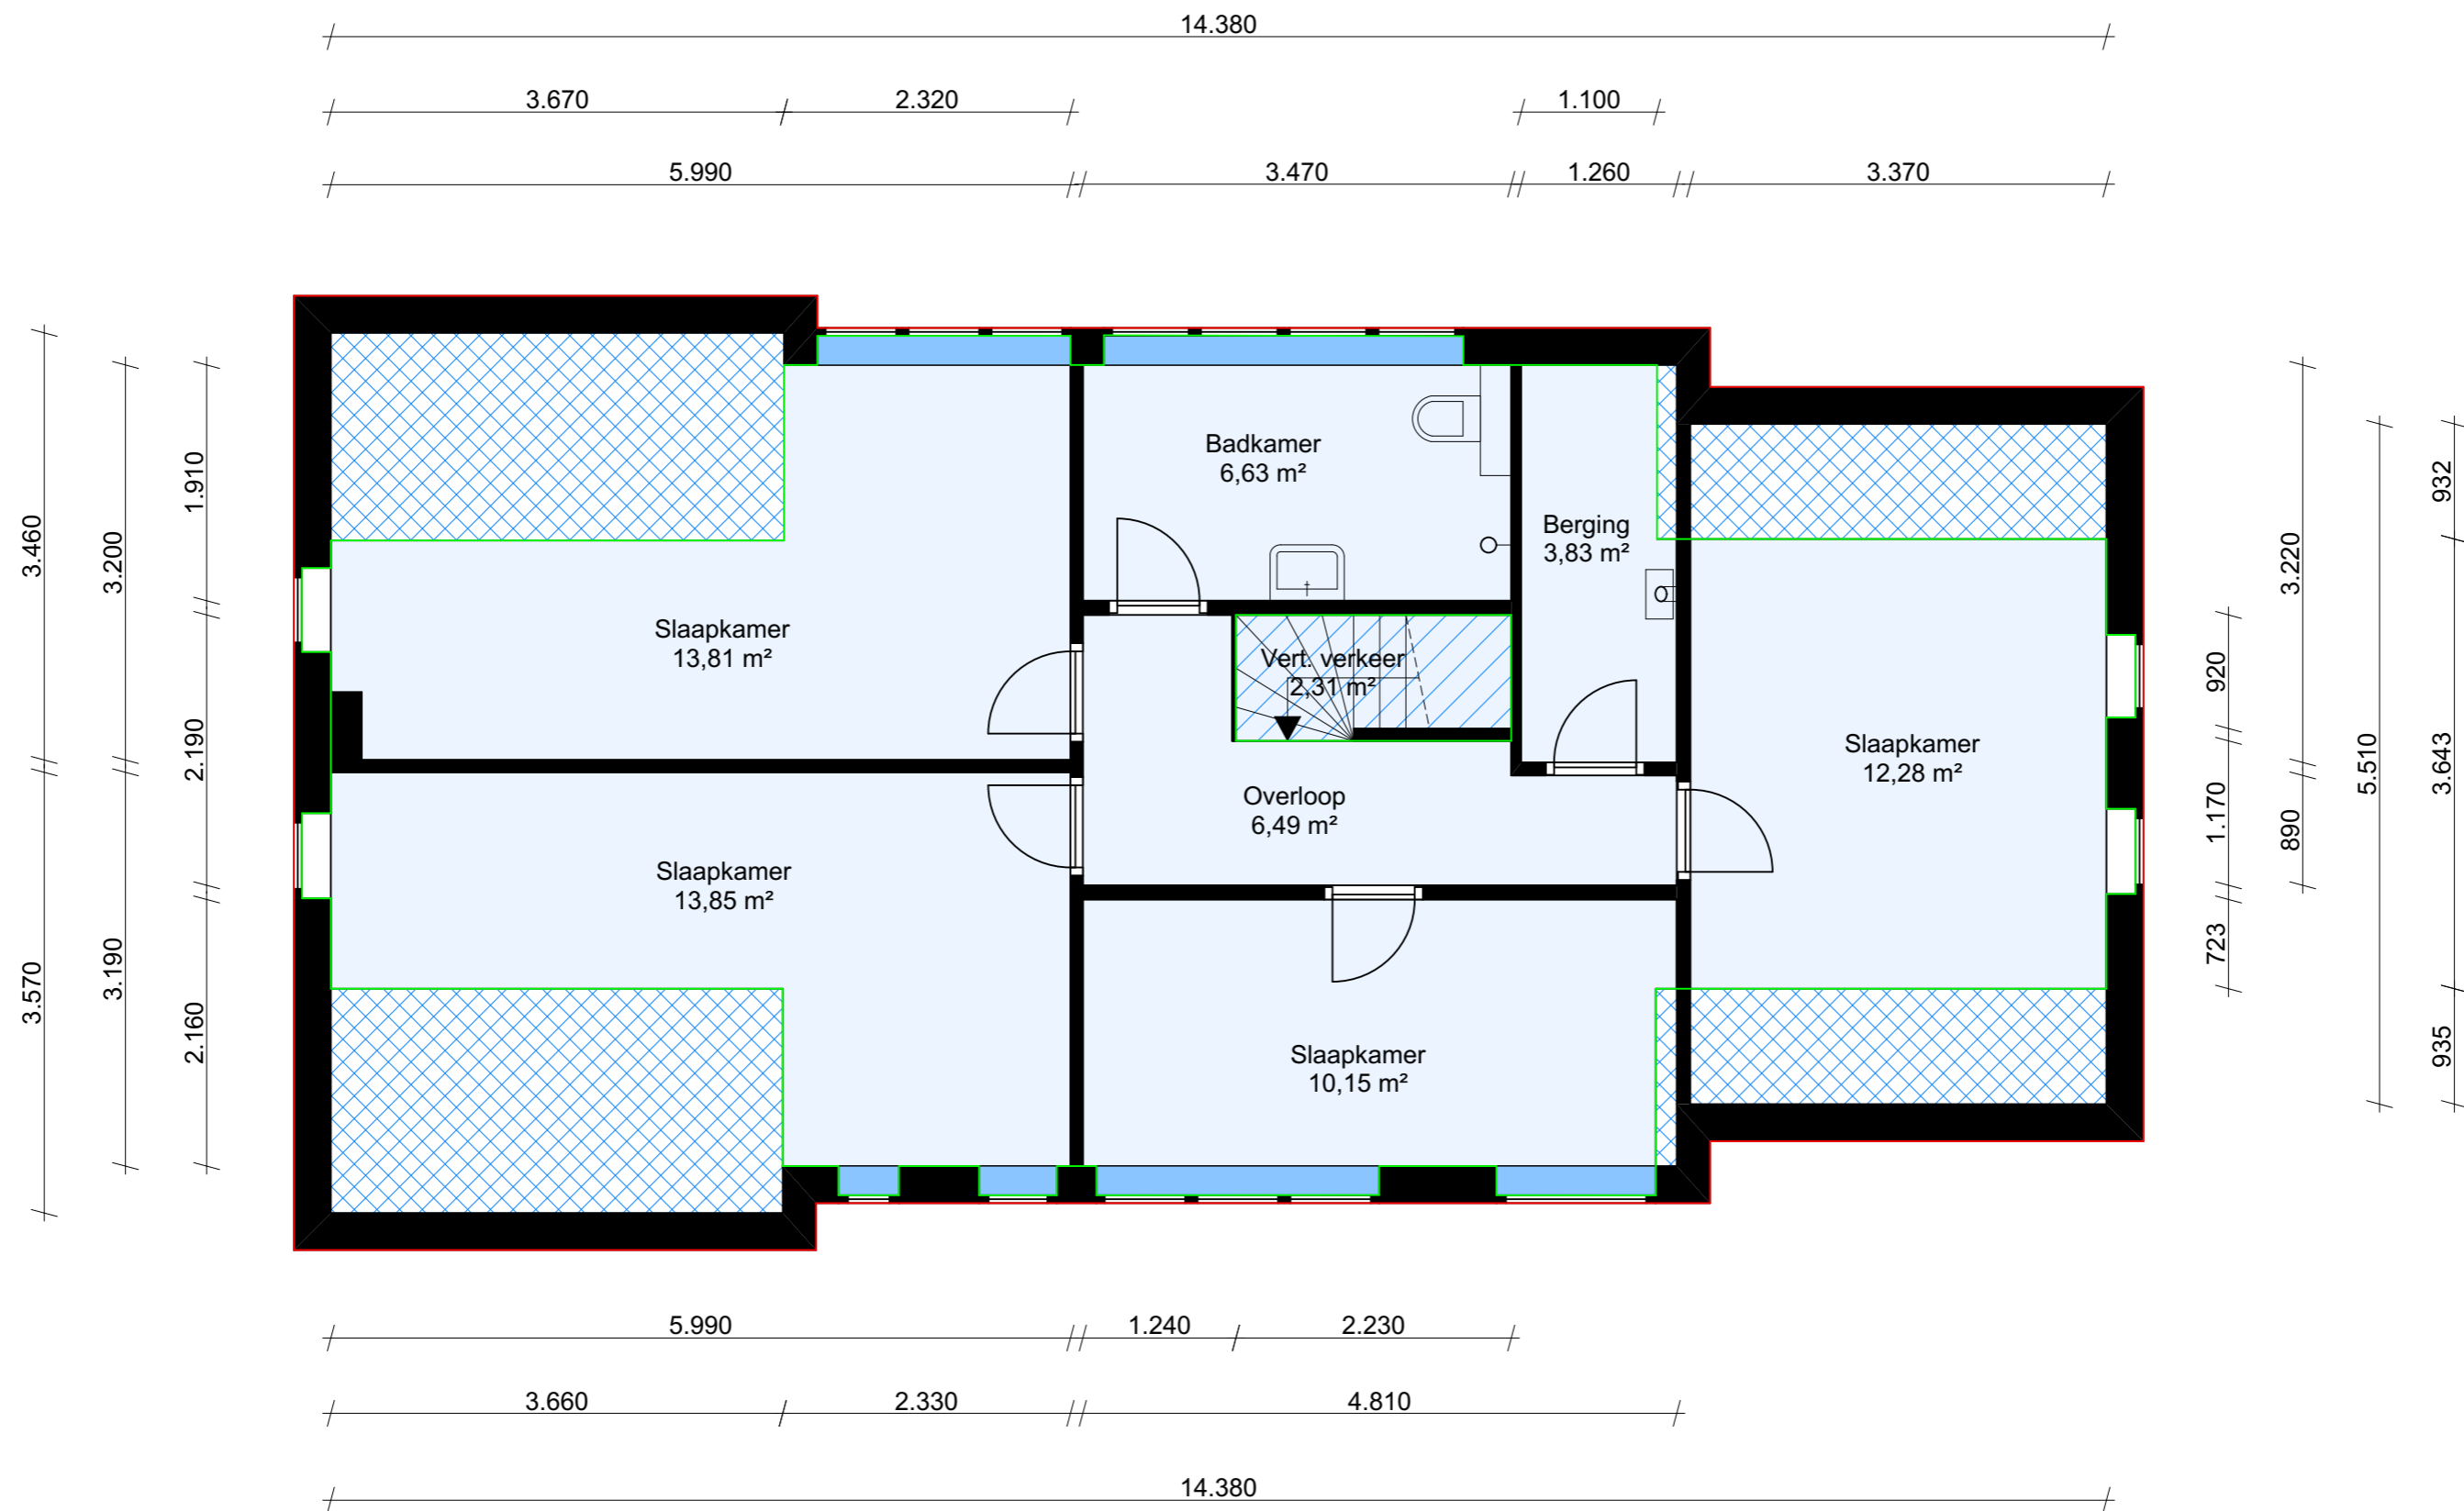 14.380
3.670 2.320 1.100
5.990 3.470 1.260 3.370
3.460
3.200
1.910
2.190
3.570
3.190
2.160
Badkamer
6,63 m²
Berging
3,83 m²
Slaapkamer
13,81 m²
Vert. verkeer
2,31 m²
Slaapkamer
12,28 m²
Overloop
6,49 m²
Slaapkamer
13,85 m²
Slaapkamer
10,15 m²
932
3.220
920
5.510
3.643
1.170
890
723
935
5.990 1.240 2.230
3.660 2.330 4.810
14.380